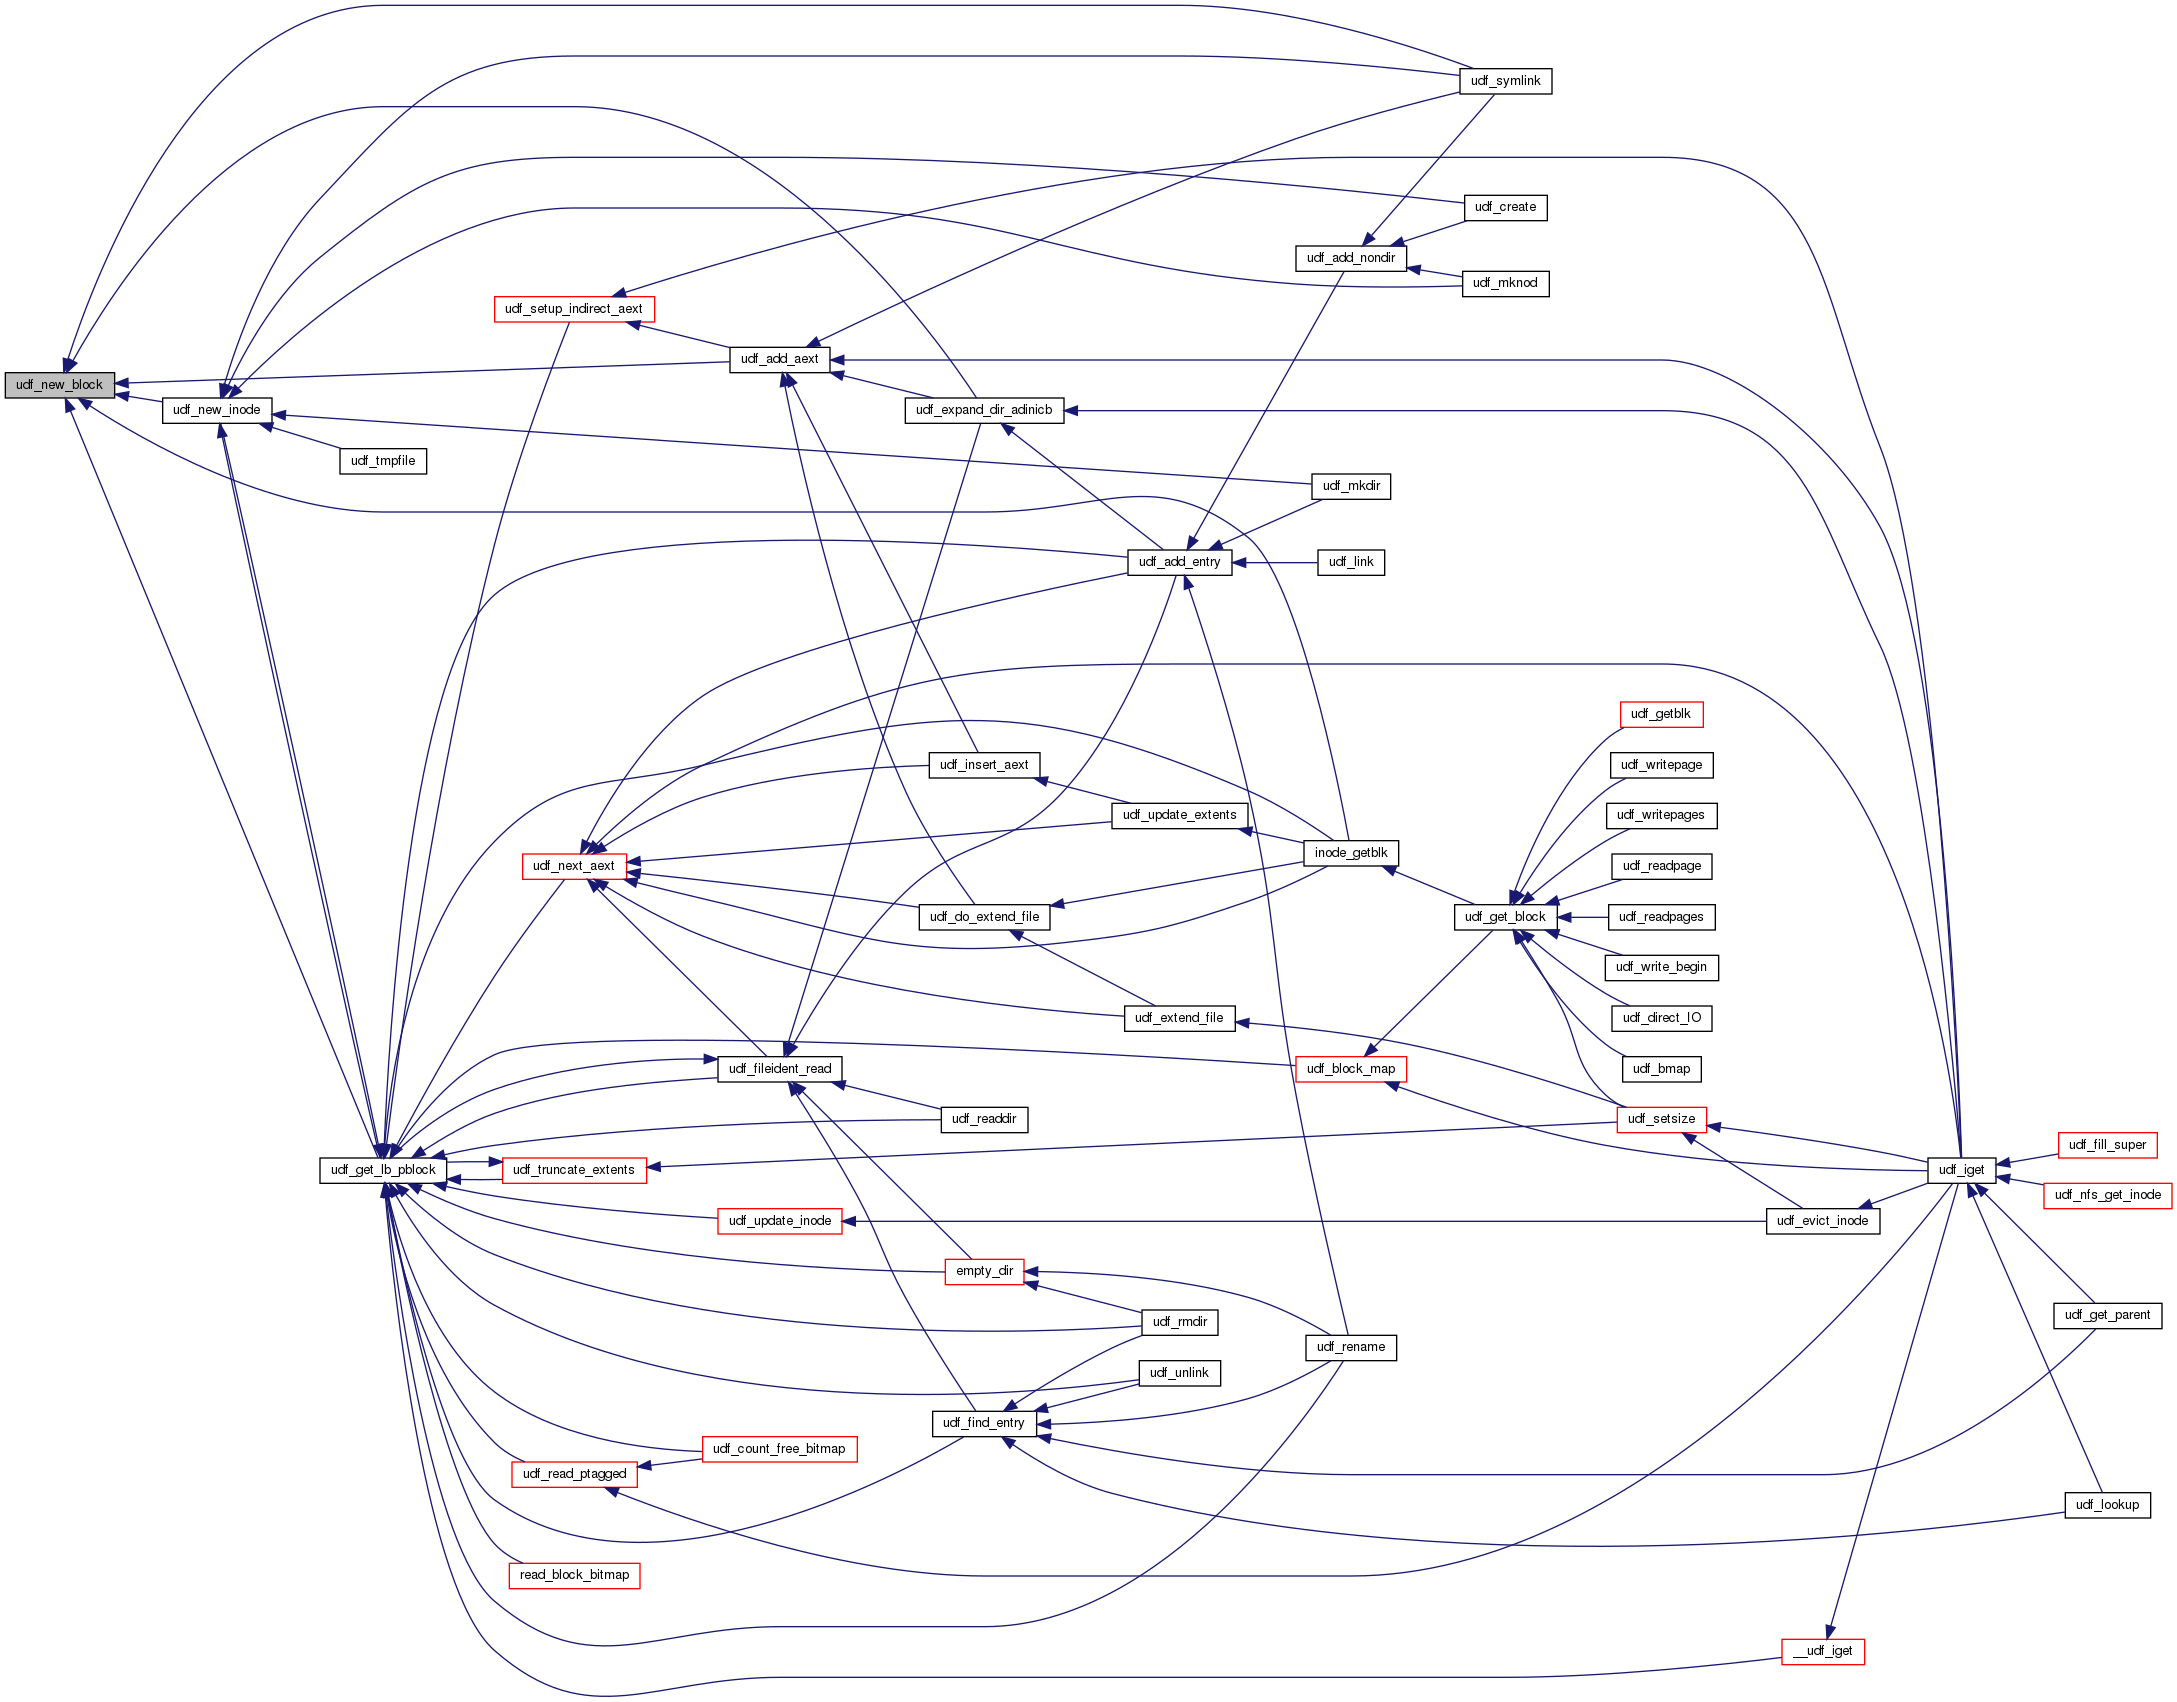 udf_symlink
udf_create
udf_add_nondir
udf_mknod
udf_setup_indirect_aext
udf_add_aext
udf_new_block
udf_new_inode
udf_expand_dir_adinicb
udf_tmpfile
udf_mkdir
udf_add_entry
udf_link
udf_getblk
udf_insert_aext
udf_writepage
udf_update_extents
udf_writepages
inode_getblk
udf_next_aext
udf_readpage
udf_do_extend_file
udf_get_block
udf_readpages
udf_write_begin
udf_extend_file
udf_direct_IO
udf_fileident_read
udf_block_map
udf_bmap
udf_readdir
udf_setsize
udf_fill_super
udf_get_lb_pblock
udf_truncate_extents
udf_iget
udf_nfs_get_inode
udf_update_inode
udf_evict_inode
empty_dir
udf_rmdir
udf_get_parent
udf_rename
udf_unlink
udf_find_entry
udf_count_free_bitmap
udf_read_ptagged
udf_lookup
read_block_bitmap
__udf_iget